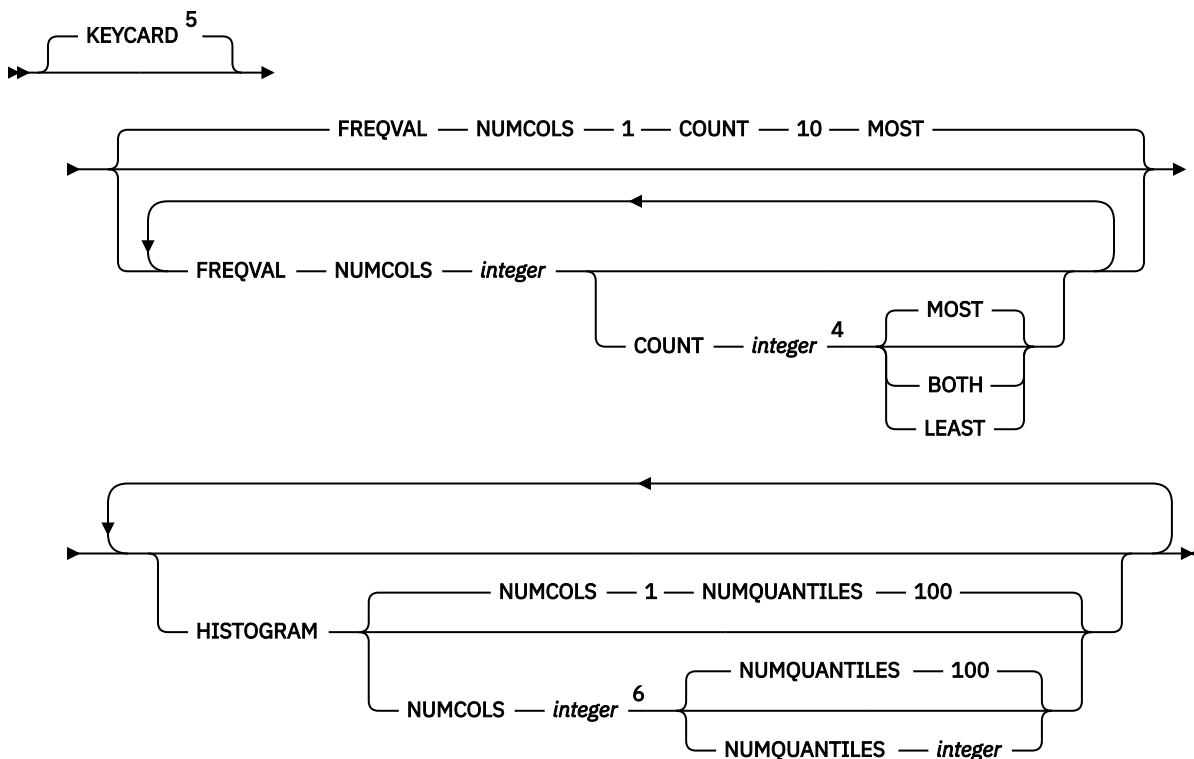 KEYCARD 5
FREQVAL NUMCOLS 1 COUNT 10 MOST
FREQVAL NUMCOLS integer
MOST
COUNT integer 4
BOTH
LEAST
NUMCOLS 1 NUMQUANTILES 100
HISTOGRAM
NUMQUANTILES 100
NUMCOLS integer 6
NUMQUANTILES integer